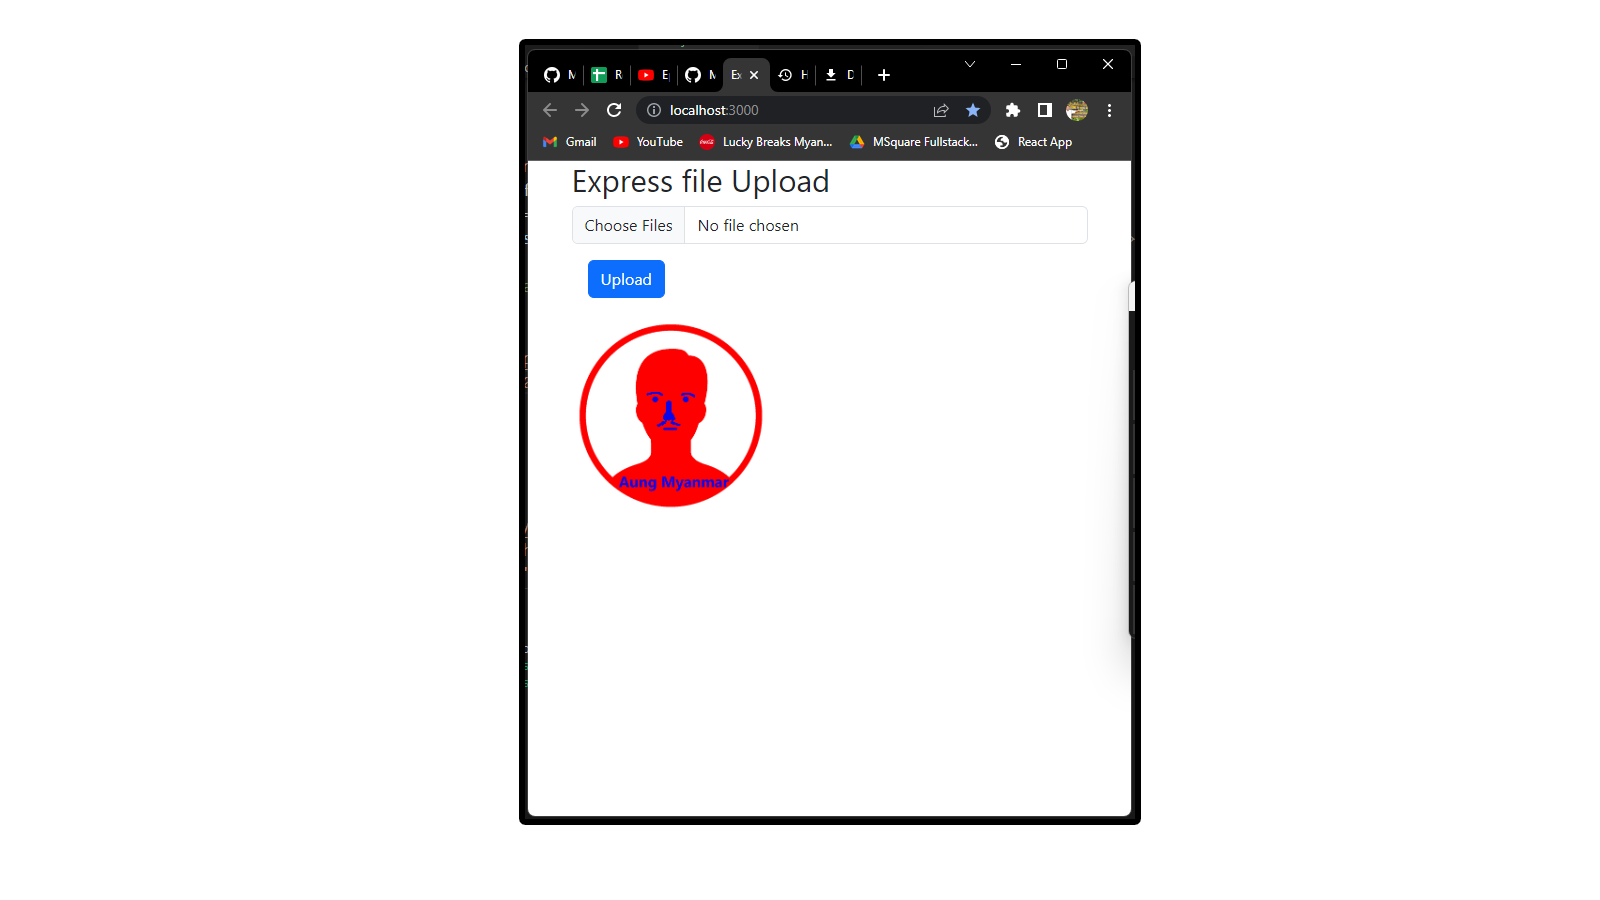 M R E M Ex H D
localhost:3000
Gmail YouTube Lucky Breaks Myan... MSquare Fullstack... React App
Express file Upload
Choose Files No file chosen
Upload
Aung Myanmar